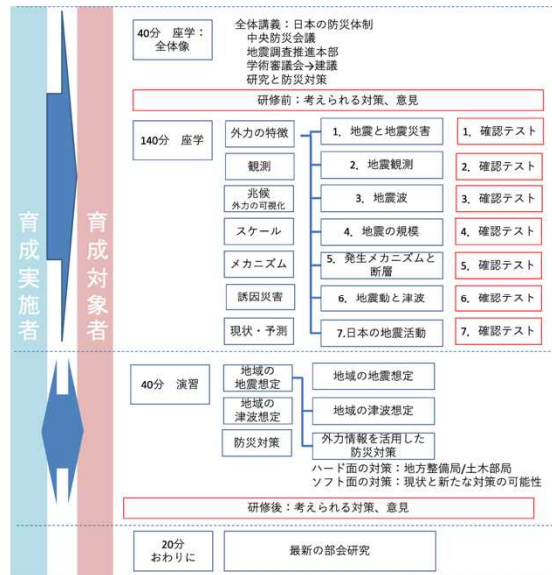 育成実施者
育成対象者
40分 座学：
全体像
全体講義：日本の防災体制
中央防災会議
地震調査推進本部
学術審議会→建議
研究と防災対策
研修前：考えられる対策、意見
140分 座学
外力の特徴
1. 地震と地震災害
1. 確認テスト
観測
2. 地震観測
2. 確認テスト
兆候
外力の可視化
3. 地震波
3. 確認テスト
スケール
4. 地震の規模
4. 確認テスト
メカニズム
5. 発生メカニズムと
断層
5. 確認テスト
誘因災害
6. 地震動と津波
6. 確認テスト
現状・予測
7.日本の地震活動
7. 確認テスト
40分 演習
地域の
地震想定
地域の地震想定
地域の
津波想定
地域の津波想定
防災対策
外力情報を活用した
防災対策
ハード面の対策：地方整備局/土木部局
ソフト面の対策：現状と新たな対策の可能性
研修後：考えられる対策、意見
20分
おわりに
最新の部会研究